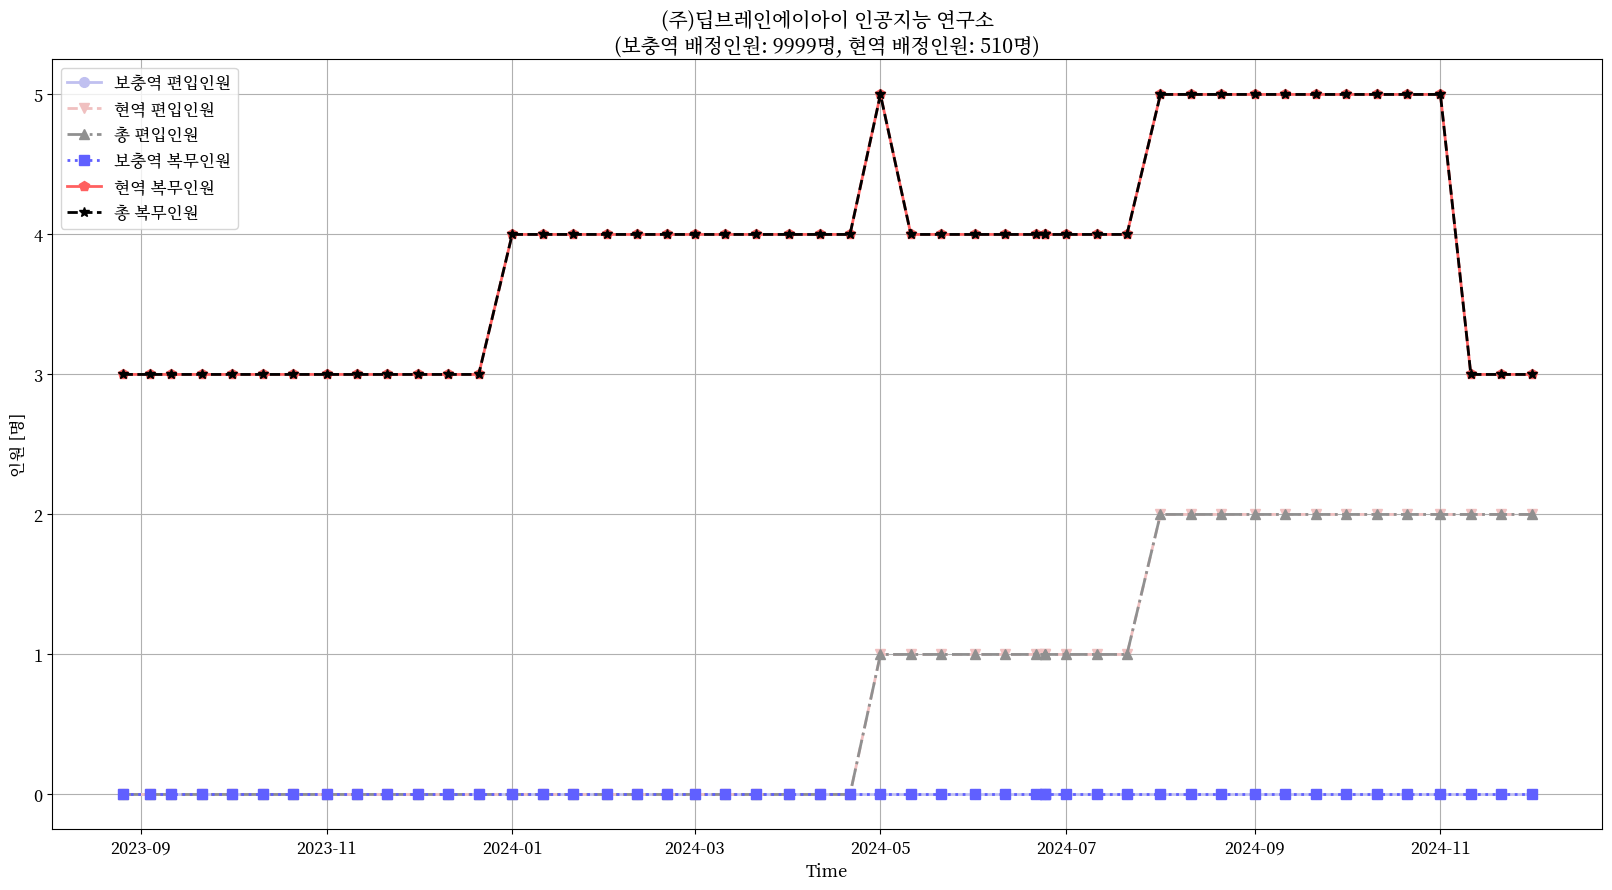 (주)딥브레인에이아이 인공지능 연구소
(보충역 배정인원: 9999명, 현역 배정인원: 510명)
보충역 편입인원
현역 편입인원
총 편입인원
보충역 복무인원
현역 복무인원
총 복무인원
5
4
3
2
1
0
인원 [명]
2023-09 2023-11 2024-01 2024-03 2024-05 2024-07 2024-09 2024-11
Time